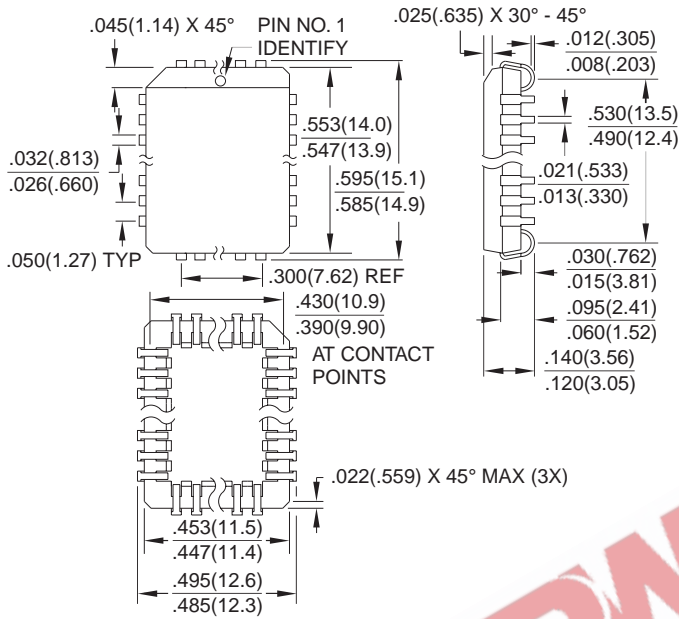 .045(1.14) X 45°
PIN NO. 1
IDENTIFY
.025(.635) X 30° - 45°
.012(.305)
.008(.203)
.553(14.0)
.547(13.9)
.530(13.5)
.490(12.4)
.032(.813)
.026(.660)
.595(15.1)
.585(14.9)
.021(.533)
.013(.330)
.050(1.27) TYP
.300(7.62) REF
.030(.762)
.015(3.81)
.430(10.9)
.390(9.90)
AT CONTACT
POINTS
.095(2.41)
.060(1.52)
.140(3.56)
.120(3.05)
.022(.559) X 45° MAX (3X)
.453(11.5)
.447(11.4)
.495(12.6)
.485(12.3)